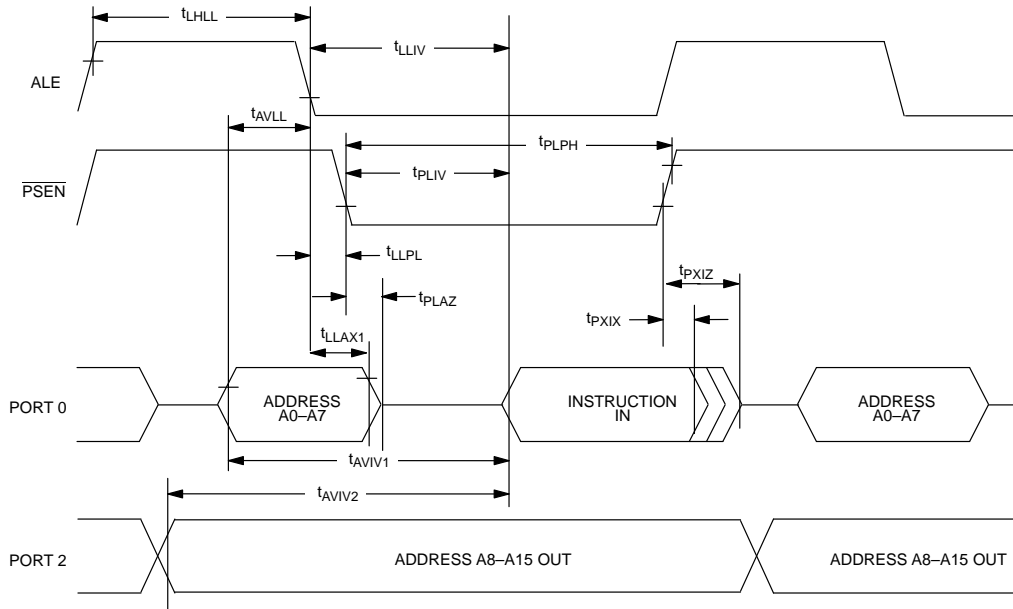 tLHLL
tLLIV
ALE
tAVLL
tPLPH
PSEN
tPLIV
tLLPL
tPXIZ
tPLAZ
tPXIX
tLLAX1
PORT 0
ADDRESS
A0–A7
INSTRUCTION
IN
ADDRESS
A0–A7
tAVIV1
tAVIV2
PORT 2
ADDRESS A8–A15 OUT
ADDRESS A8–A15 OUT